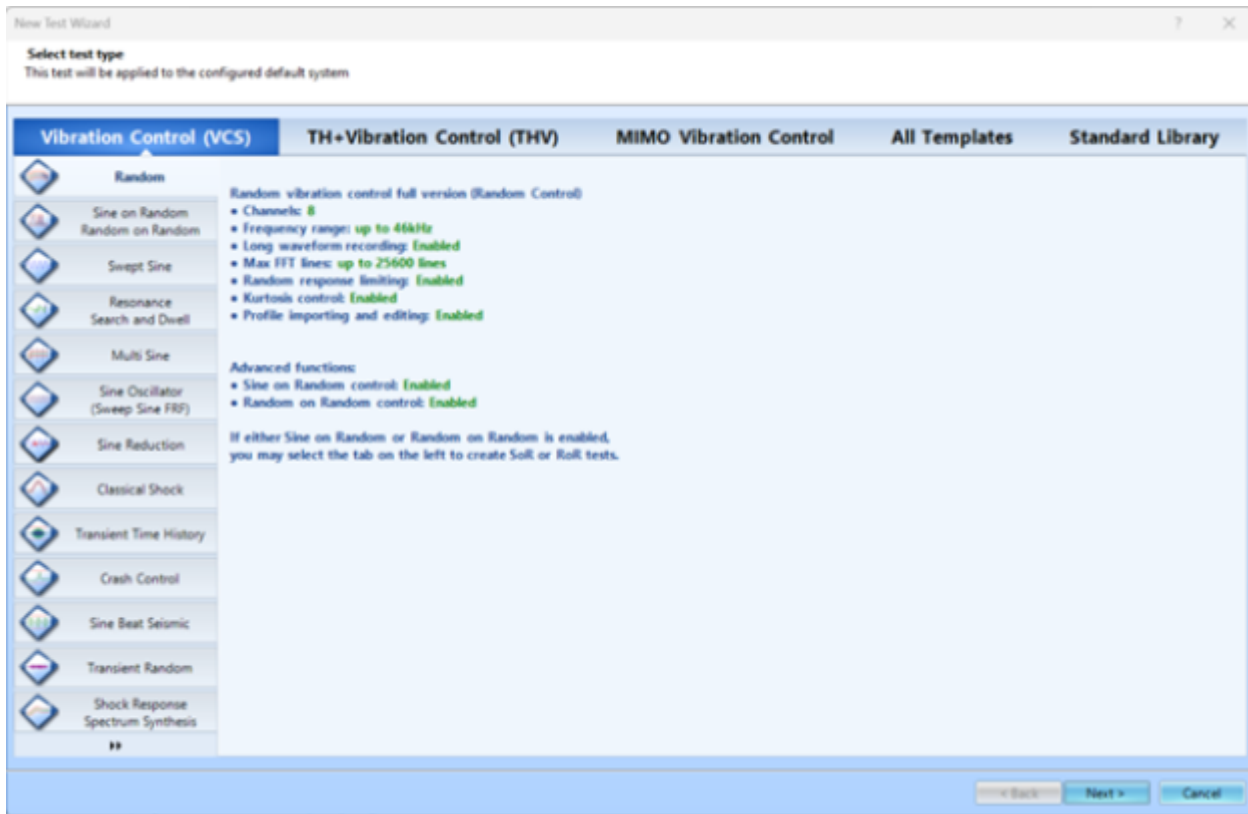 New Test Wizard
?
Select test type
This test will be applied to the configured default system
Vibration Control (VCS)
TH+Vibration Control (THV)
MIMO Vibration Control
All Templates
Standard Library
Random
Sine on Random
Random on Random
Swept Sine
Resonance
Search and Dwell
Multi Sine
Sine Oscillator
(Sweep Sine FRF)
Sine Reduction
Classical Shock
Transient Time History
Crash Control
Sine Beat Seismic
Transient Random
Shock Response
Spectrum Synthesis
Random vibration control full version (Random Control)
• Channels: 8
• Frequency range: up to 46kHz
• Long waveform recording: Enabled
• Max FFT lines: up to 25600 lines
• Random response limiting: Enabled
• Kurtosis control: Enabled
• Profile importing and editing: Enabled
Advanced functions:
• Sine on Random control: Enabled
• Random on Random control: Enabled
If either Sine on Random or Random on Random is enabled,
you may select the tab on the left to create SoR or RoR tests.
< Back
Next >
Cancel